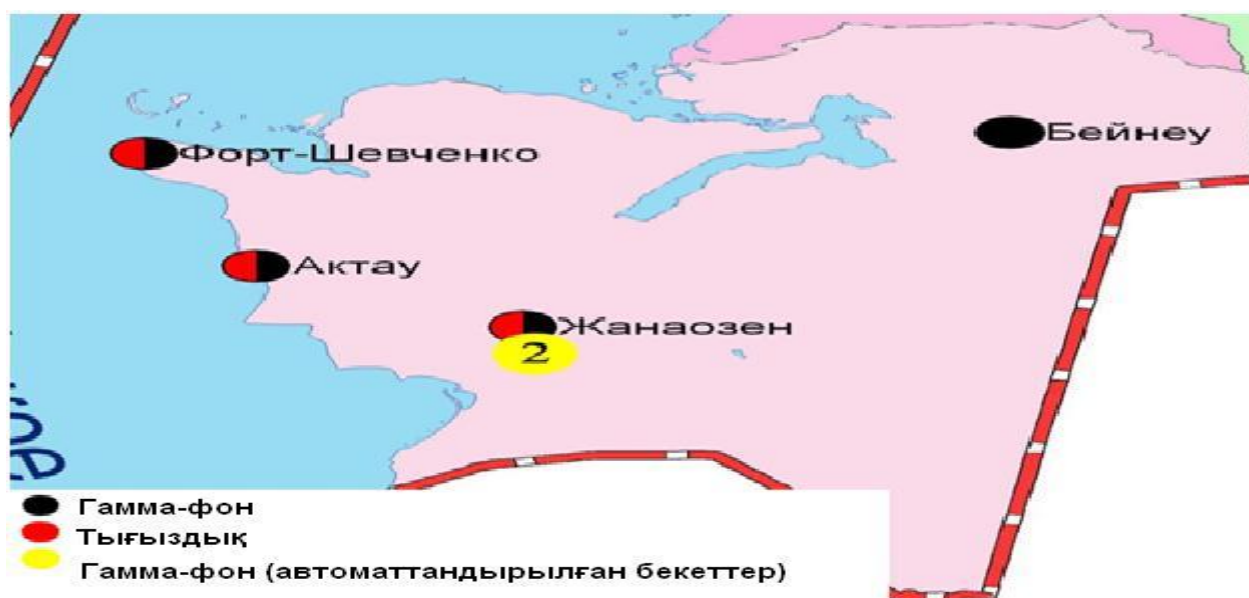 Бейнеу
Форт-Шевченко
Актау
Жанаозен
2
Гамма-фон
Тығыздық
Гамма-фон (автоматтандырылған бекеттер)